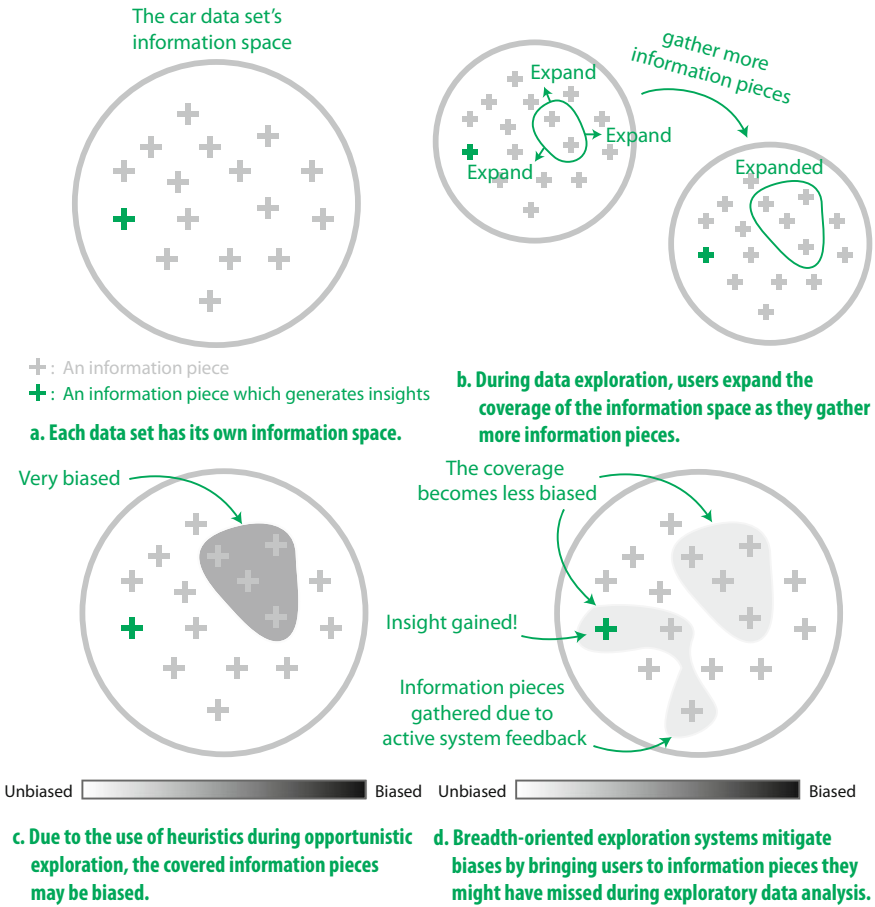 The car data set's
information space
+ : An information piece
+ : An information piece which generates insights
a. Each data set has its own information space.
Expand
Expand
Expand
gather more
information pieces
Expanded
b. During data exploration, users expand the
coverage of the information space as they gather
more information pieces.
Very biased
Unbiased
Biased
c. Due to the use of heuristics during opportunistic
exploration, the covered information pieces
may be biased.
The coverage
becomes less biased
Insight gained!
Information pieces
gathered due to
active system feedback
Unbiased
Biased
d. Breadth-oriented exploration systems mitigate
biases by bringing users to information pieces they
might have missed during exploratory data analysis.